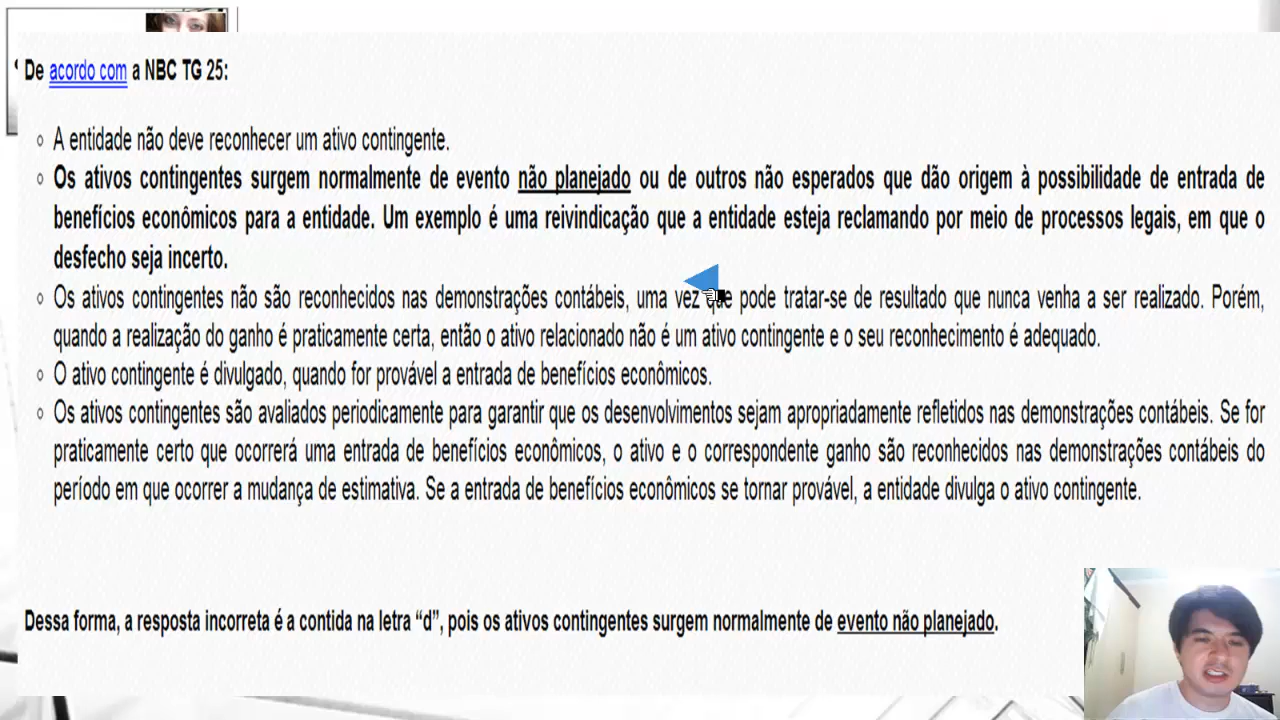 De acordo com a NBC TG 25:
A entidade não deve reconhecer um ativo contingente.
Os ativos contingentes surgem normalmente de evento não planejado ou de outros não esperados que dão origem à possibilidade de entrada de
benefícios econômicos para a entidade. Um exemplo é uma reivindicação que a entidade esteja reclamando por meio de processos legais, em que o
desfecho seja incerto.
Os ativos contingentes não são reconhecidos nas demonstrações contábeis, uma vez que pode tratar-se de resultado que nunca venha a ser realizado. Porém,
quando a realização do ganho é praticamente certa, então o ativo relacionado não é um ativo contingente e o seu reconhecimento é adequado.
O ativo contingente é divulgado, quando for provável a entrada de benefícios econômicos.
Os ativos contingentes são avaliados periodicamente para garantir que os desenvolvimentos sejam apropriadamente refletidos nas demonstrações contábeis. Se for
praticamente certo que ocorrerá uma entrada de benefícios econômicos, o ativo e o correspondente ganho são reconhecidos nas demonstrações contábeis do
período em que ocorrer a mudança de estimativa. Se a entrada de benefícios econômicos se tornar provável, a entidade divulga o ativo contingente.
Dessa forma, a resposta incorreta é a contida na letra “d”, pois os ativos contingentes surgem normalmente de evento não planejado.